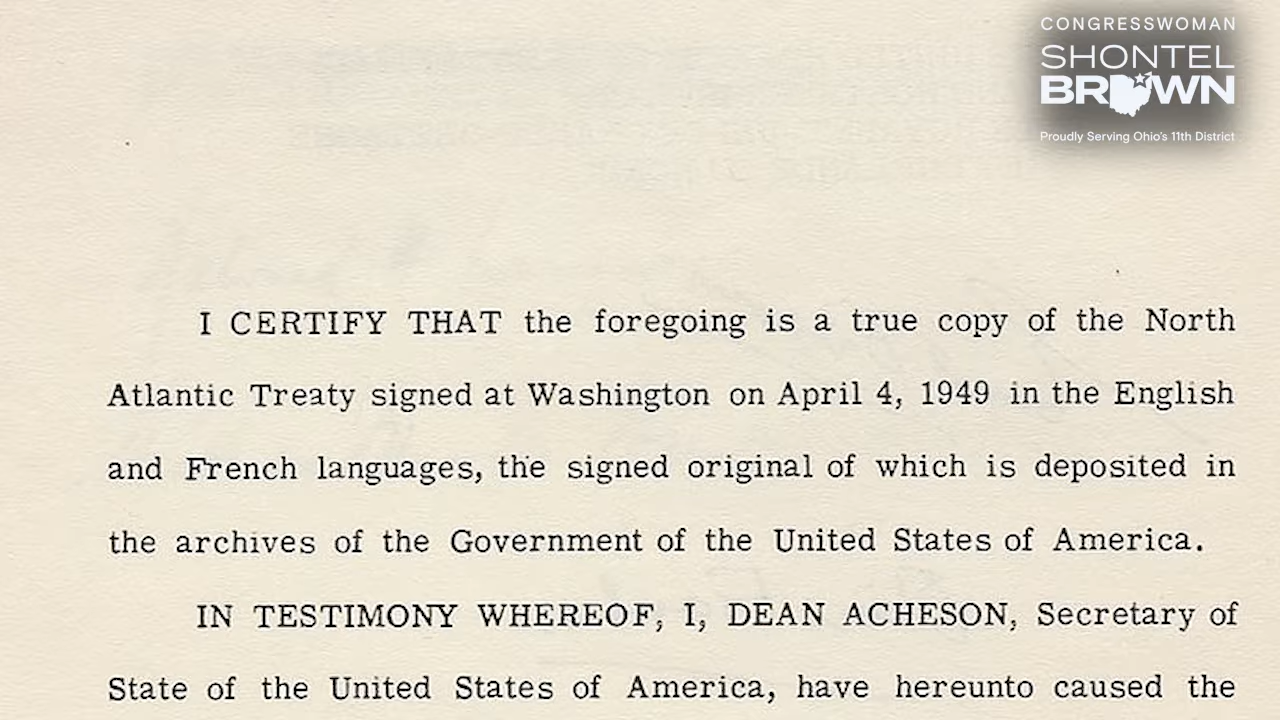 CONGRESSWOMAN
SHONTEL
BROWN
Proudly Serving Ohio's 11th District
I CERTIFY THAT the foregoing is a true copy of the North
Atlantic Treaty signed at Washington on April 4, 1949 in the English
and French languages, the signed original of which is deposited in
the archives of the Government of the United States of America.
IN TESTIMONY WHEREOF, I, DEAN ACHESON, Secretary of
State of the United States of America, have hereunto caused the